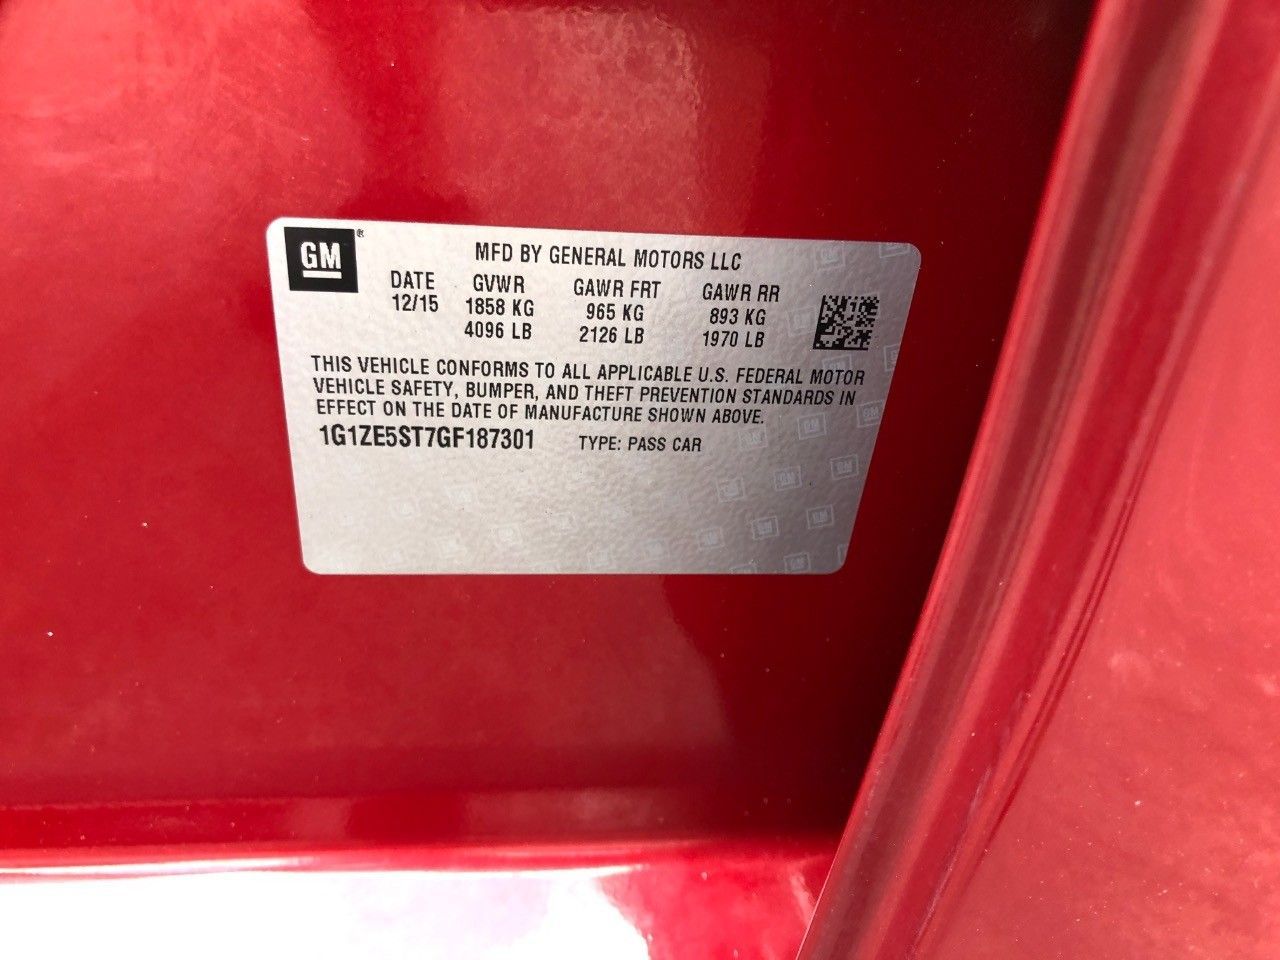 GM®
MFD BY GENERAL MOTORS LLC
DATE GVWR GAWR FRT GAWR RR
12/15 1858 KG 965 KG 893 KG
4096 LB 2126 LB 1970 LB
THIS VEHICLE CONFORMS TO ALL APPLICABLE U.S. FEDERAL MOTOR
VEHICLE SAFETY, BUMPER, AND THEFT PREVENTION STANDARDS IN
EFFECT ON THE DATE OF MANUFACTURE SHOWN ABOVE.
1G1ZE5ST7GF187301 TYPE: PASS CAR